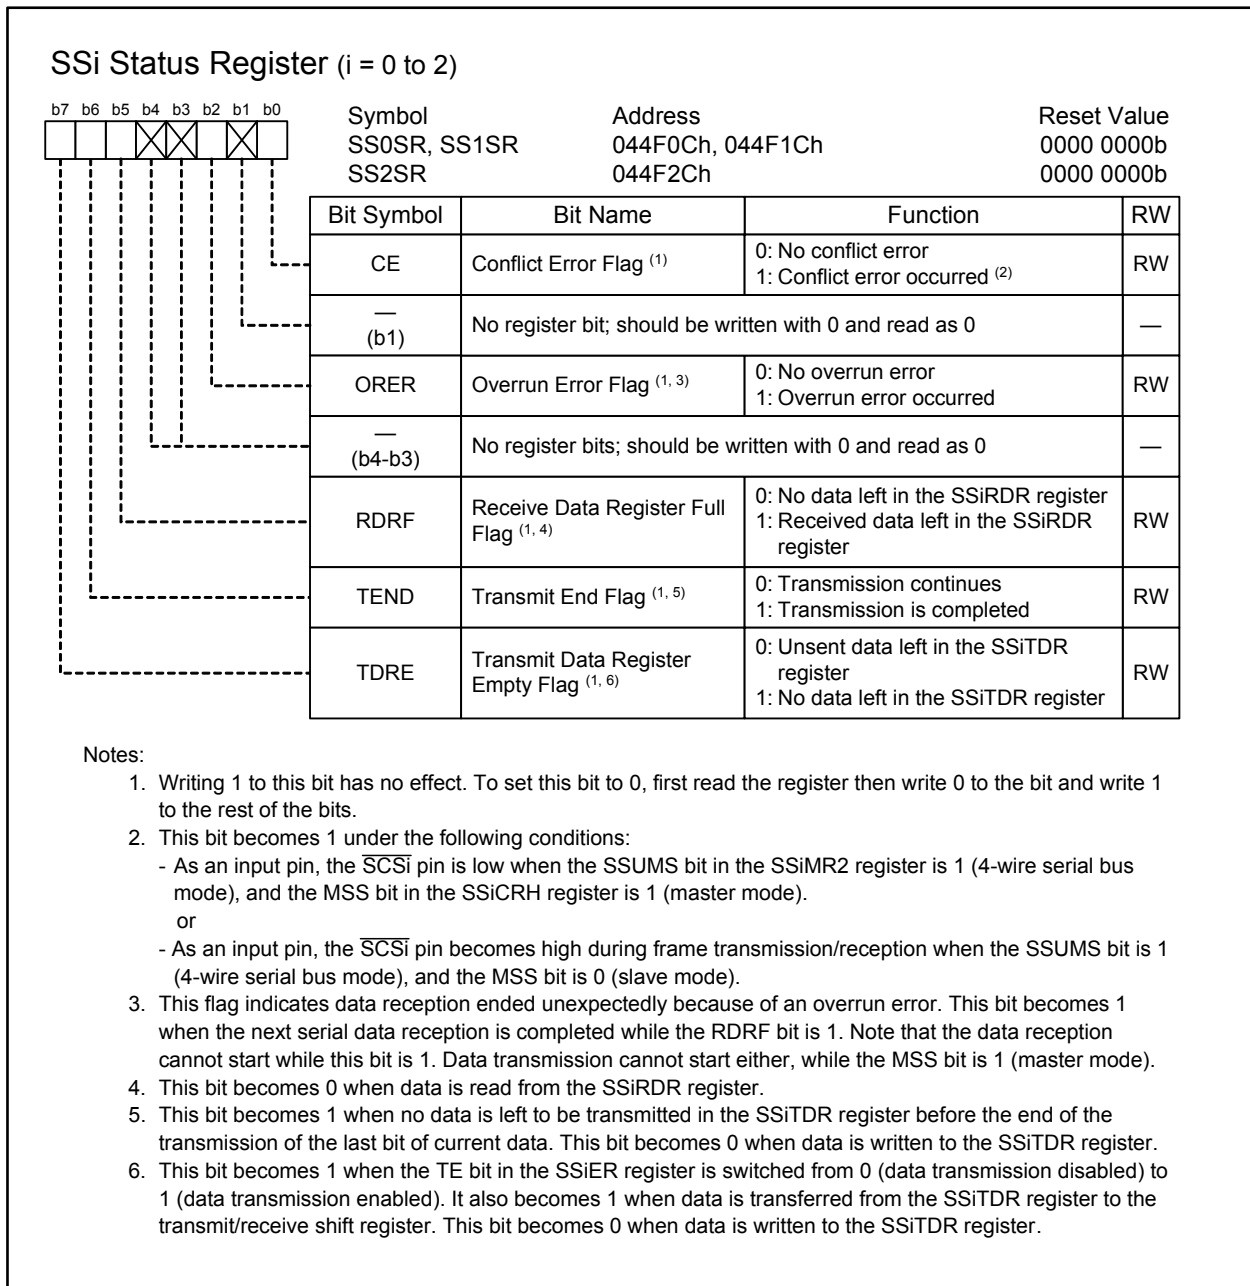 SSi Status Register (i = 0 to 2)
b7 b6 b5 b4 b3 b2 b1 b0
Symbol Address Reset Value
SS0SR, SS1SR 044F0Ch, 044F1Ch 0000 0000b
SS2SR 044F2Ch 0000 0000b
Bit Symbol Bit Name Function RW
CE Conflict Error Flag (1) 0: No conflict error RW
1: Conflict error occurred (2)
—
(b1) No register bit; should be written with 0 and read as 0 —
ORER Overrun Error Flag (1, 3) 0: No overrun error RW
1: Overrun error occurred
—
(b4-b3) No register bits; should be written with 0 and read as 0 —
RDRF Receive Data Register Full Flag (1, 4) 0: No data left in the SSiRDR register RW
1: Received data left in the SSiRDR
register
TEND Transmit End Flag (1, 5) 0: Transmission continues RW
1: Transmission is completed
TDRE Transmit Data Register Empty Flag (1, 6) 0: Unsent data left in the SSiTDR RW
register
1: No data left in the SSiTDR register
Notes:
1. Writing 1 to this bit has no effect. To set this bit to 0, first read the register then write 0 to the bit and write 1
to the rest of the bits.
2. This bit becomes 1 under the following conditions:
- As an input pin, the S̅C̅S̅i̅ pin is low when the SSUMS bit in the SSiMR2 register is 1 (4-wire serial bus
mode), and the MSS bit in the SSiCRH register is 1 (master mode).
or
- As an input pin, the S̅C̅S̅i̅ pin becomes high during frame transmission/reception when the SSUMS bit is 1
(4-wire serial bus mode), and the MSS bit is 0 (slave mode).
3. This flag indicates data reception ended unexpectedly because of an overrun error. This bit becomes 1
when the next serial data reception is completed while the RDRF bit is 1. Note that the data reception
cannot start while this bit is 1. Data transmission cannot start either, while the MSS bit is 1 (master mode).
4. This bit becomes 0 when data is read from the SSiRDR register.
5. This bit becomes 1 when no data is left to be transmitted in the SSiTDR register before the end of the
transmission of the last bit of current data. This bit becomes 0 when data is written to the SSiTDR register.
6. This bit becomes 1 when the TE bit in the SSiER register is switched from 0 (data transmission disabled) to
1 (data transmission enabled). It also becomes 1 when data is transferred from the SSiTDR register to the
transmit/receive shift register. This bit becomes 0 when data is written to the SSiTDR register.